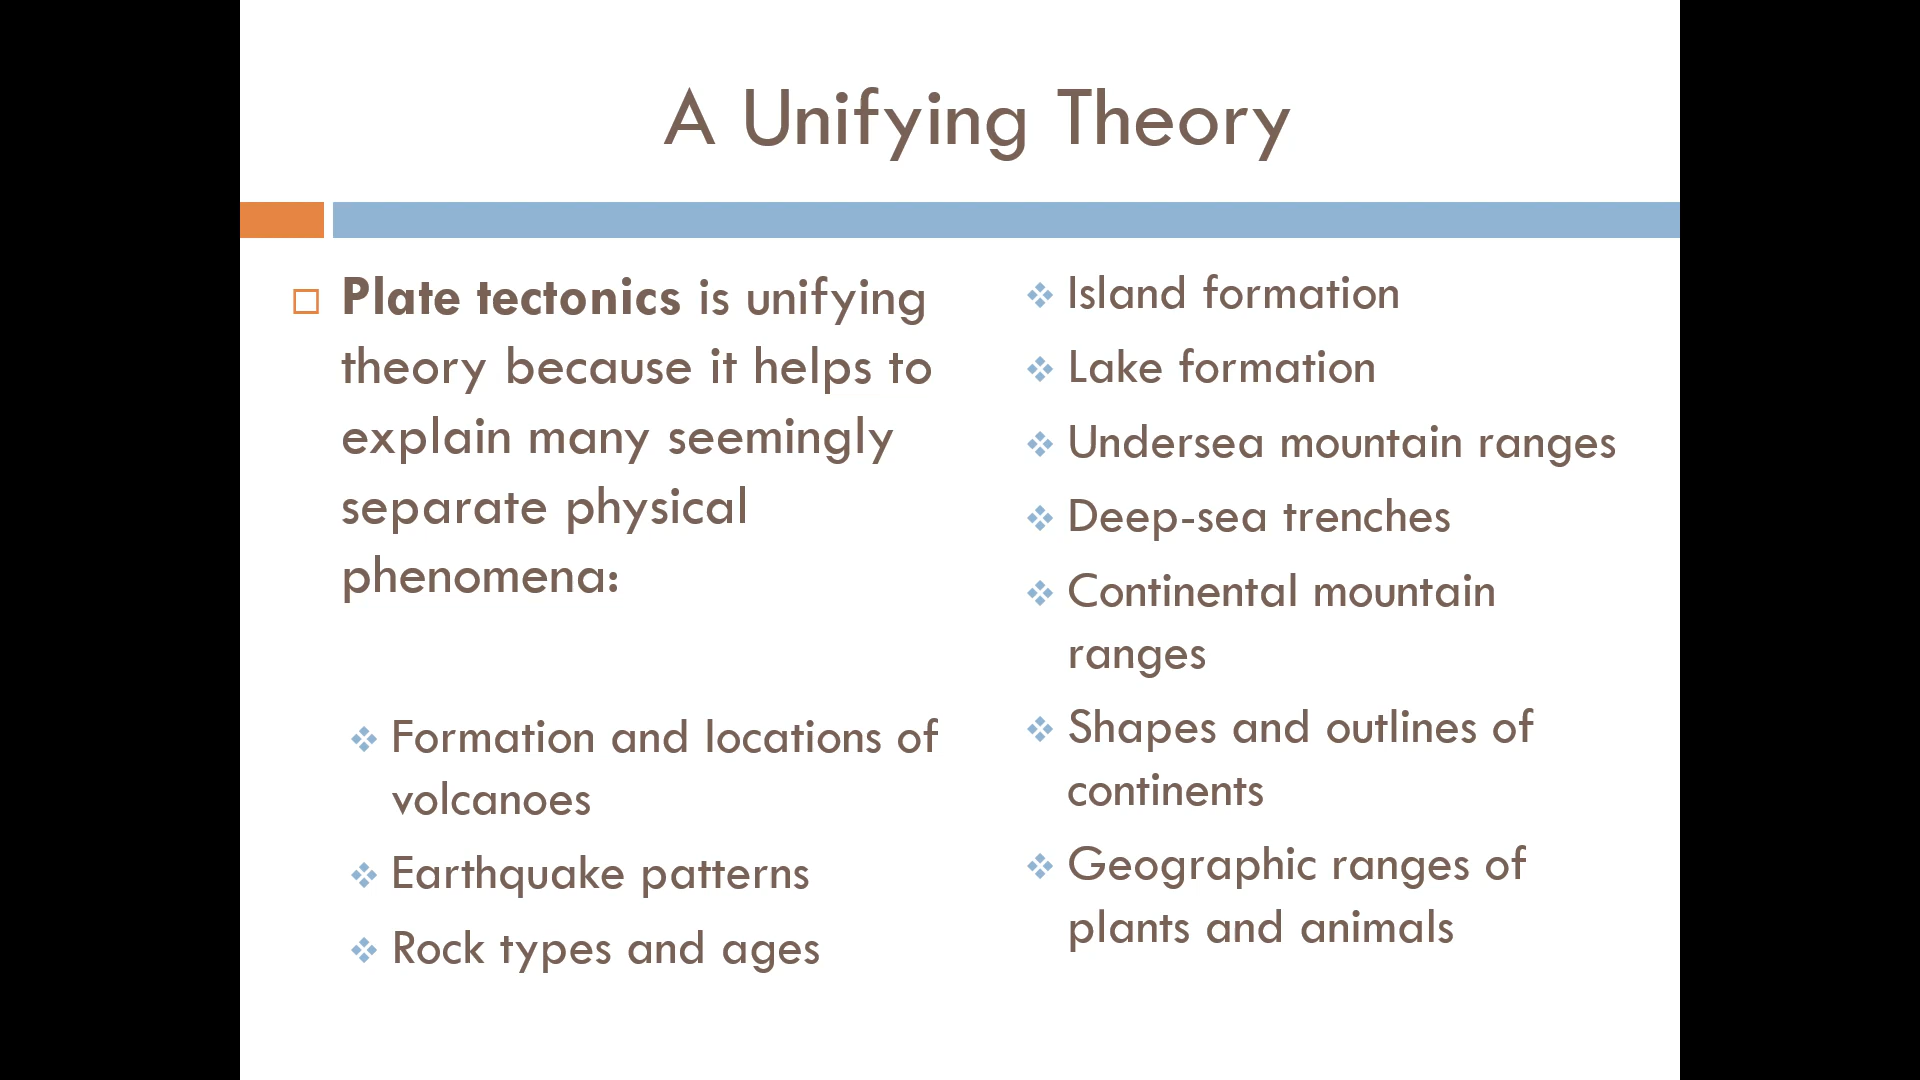 A Unifying Theory
Plate tectonics is unifying
theory because it helps to
explain many seemingly
separate physical
phenomena:
Formation and locations of
volcanoes
Earthquake patterns
Rock types and ages
Island formation
Lake formation
Undersea mountain ranges
Deep-sea trenches
Continental mountain
ranges
Shapes and outlines of
continents
Geographic ranges of
plants and animals